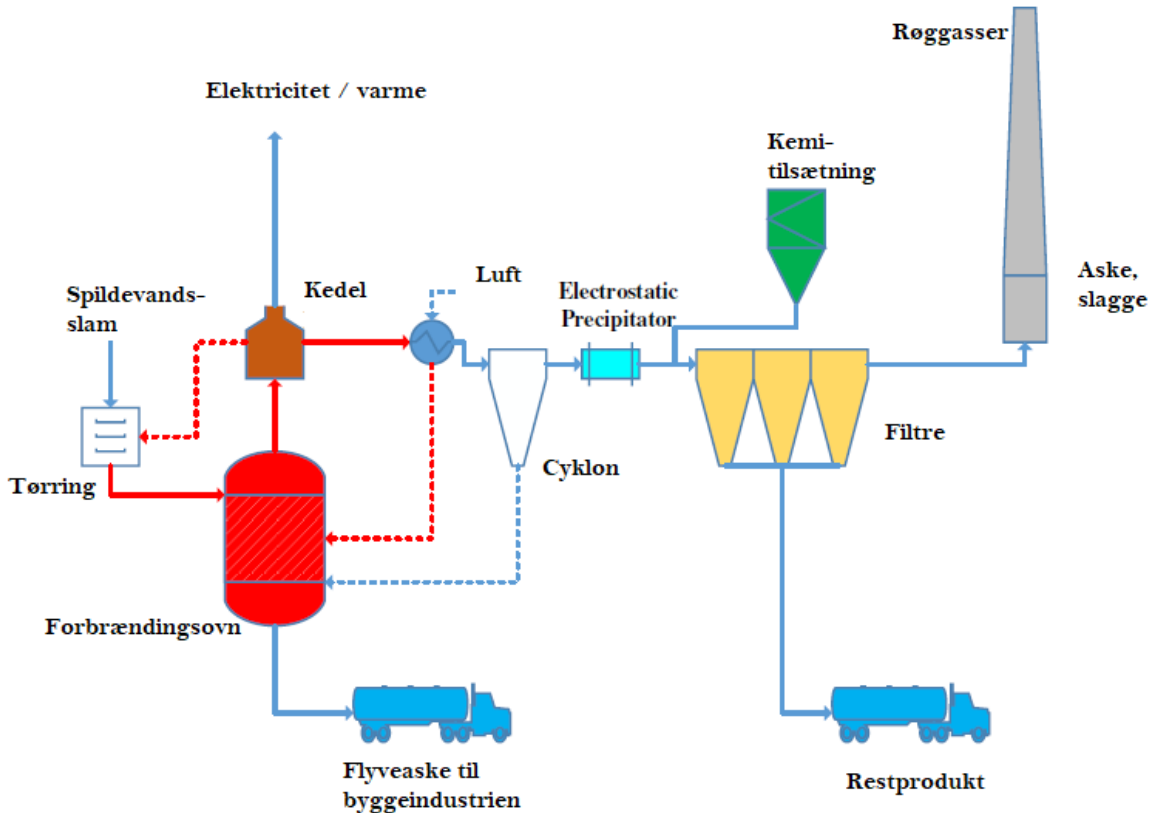 Røggasser
Elektricitet / varme
Kemi-
tilsætning
Spildevands-
slam
Kedel
Luft
Electrostatic
Precipitator
Aske,
slagge
Tørring
Cyklon
Filtre
Forbrændingsovn
Flyveaske til
byggeindustrien
Restprodukt